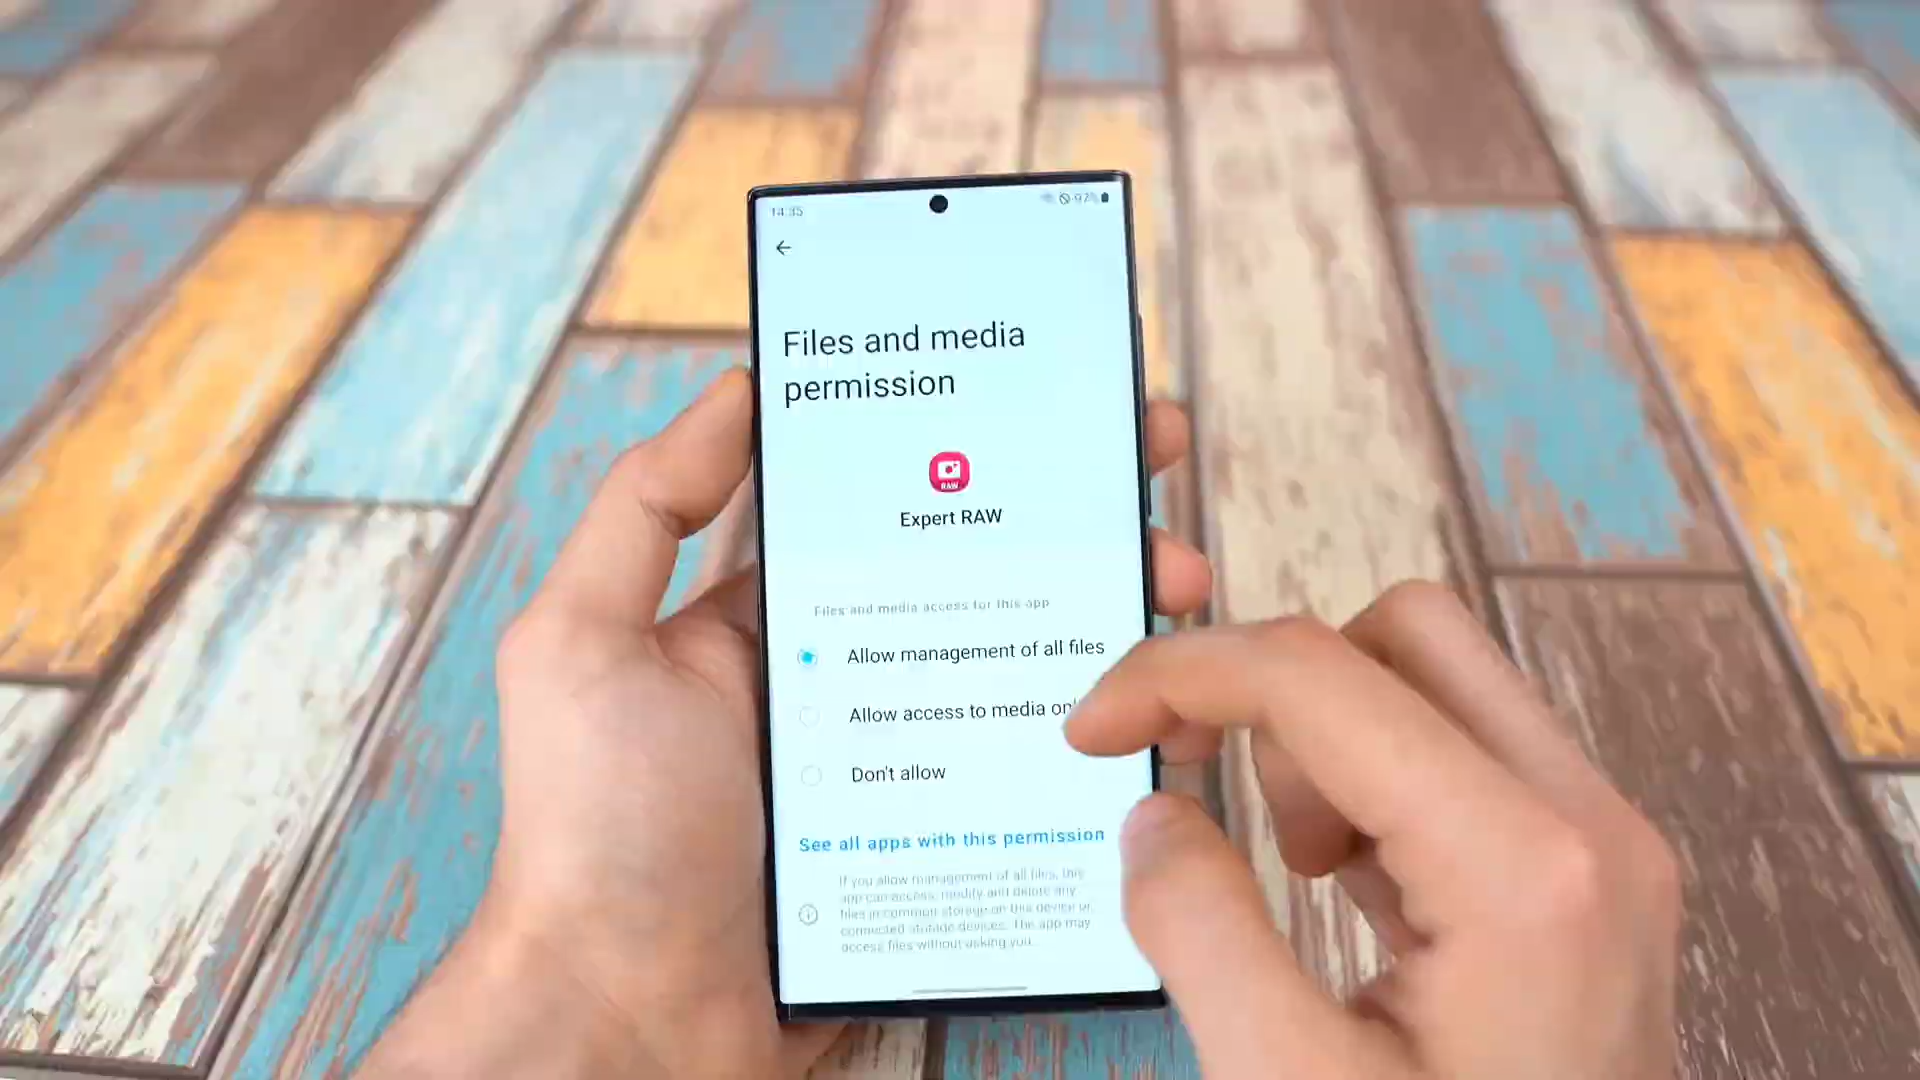 14:35
97%
Files and media
permission
RAW
Expert RAW
Files and media access for this app
Allow management of all files
Allow access to media only
Don't allow
See all apps with this permission
If you allow management of all files, this
app can access, modify and delete any
files in common storage on this device or
connected storage devices. The app may
access files without asking you.